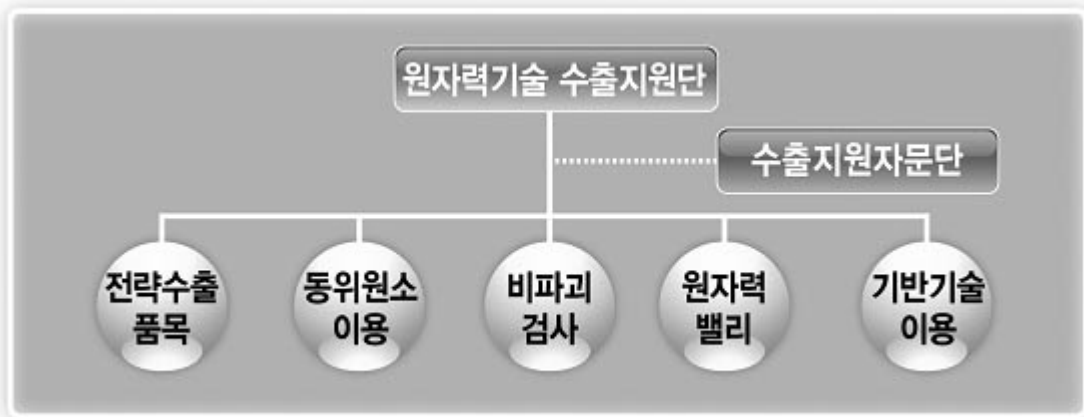 원자력기술 수출지원단
수출지원자문단
전략수출
품목
동위원소
이용
비파괴
검사
원자력
밸리
기반기술
이용